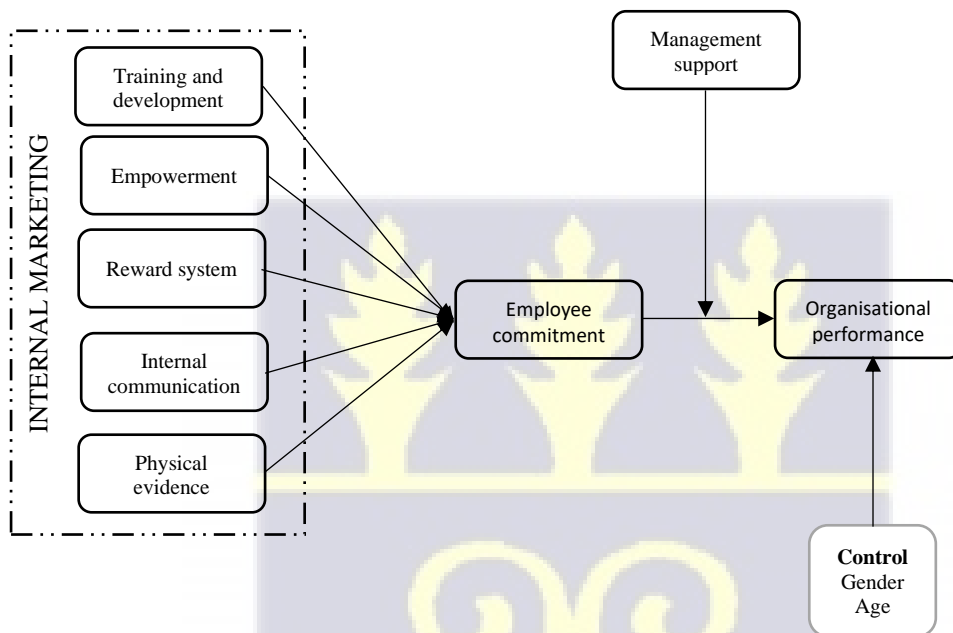 INTERNAL MARKETING
Training and
development
Empowerment
Reward system
Internal
communication
Physical
evidence
Employee
commitment
Management
support
Organisational
performance
Control
Gender
Age